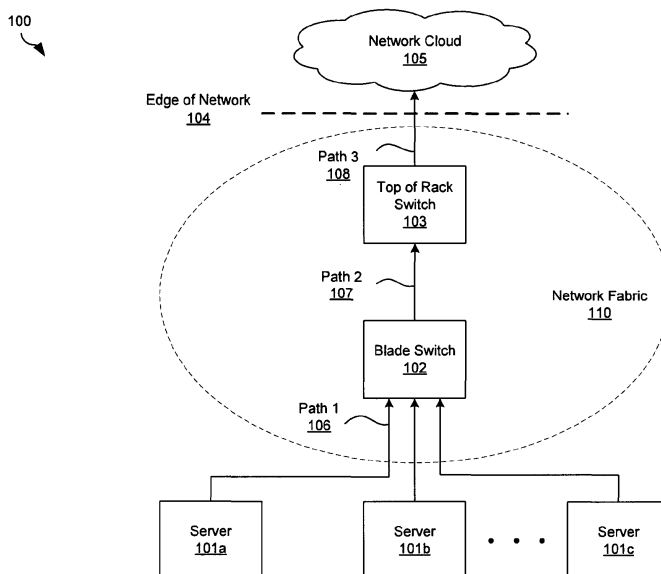 100
Network Cloud
105
Edge of Network
104
Path 3
108
Top of Rack
Switch
103
Path 2
107
Network Fabric
110
Blade Switch
102
Path 1
106
Server
101a
Server
101b
Server
101c